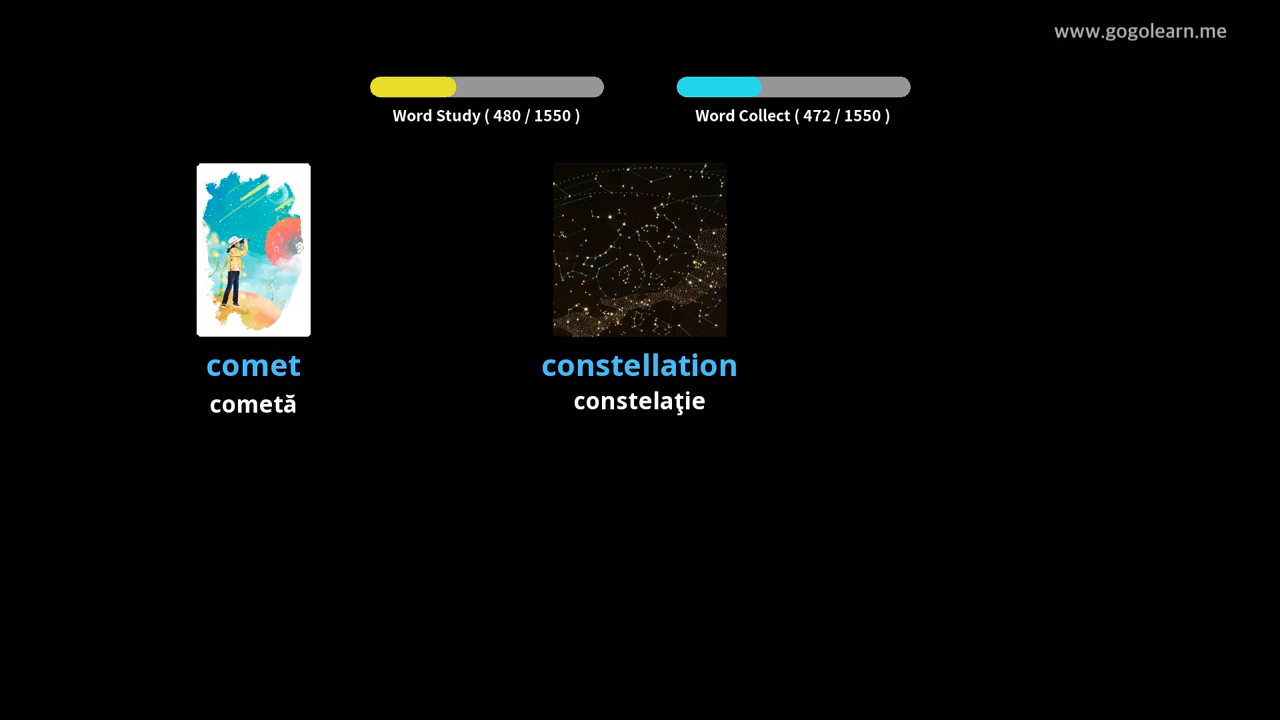 www.gogolearn.me
Word Study ( 480 / 1550 )
Word Collect ( 472 / 1550 )
comet
constellation
cometă
constelaţie